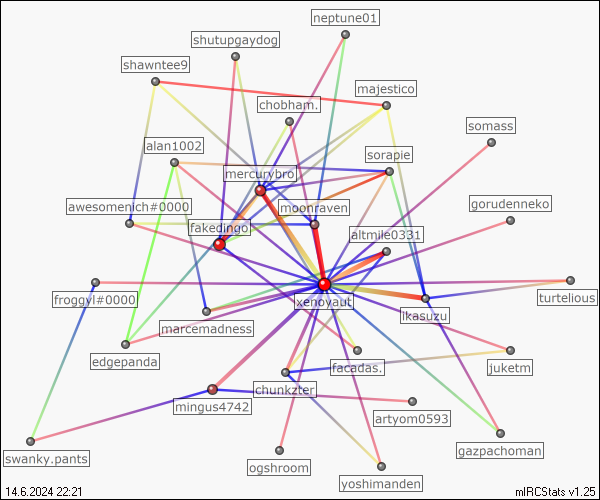 neptune01
shutupgaydog
shawntee9
majestico
chobham.
somass
alan1002
sorapie
mercurybro
awesomenich#0000
moonraven
gorudenneko
fakedingo
altmile0331
froggyl#0000
xenoyaut
ikasuzu
turtelious
marcemadness
edgepanda
facadas.
juketm
chunkzter
mingus4742
artyom0593
swanky.pants
gazpachoman
ogshroom
yoshimanden
14.6.2024 22:21
mIRCStats v1.25